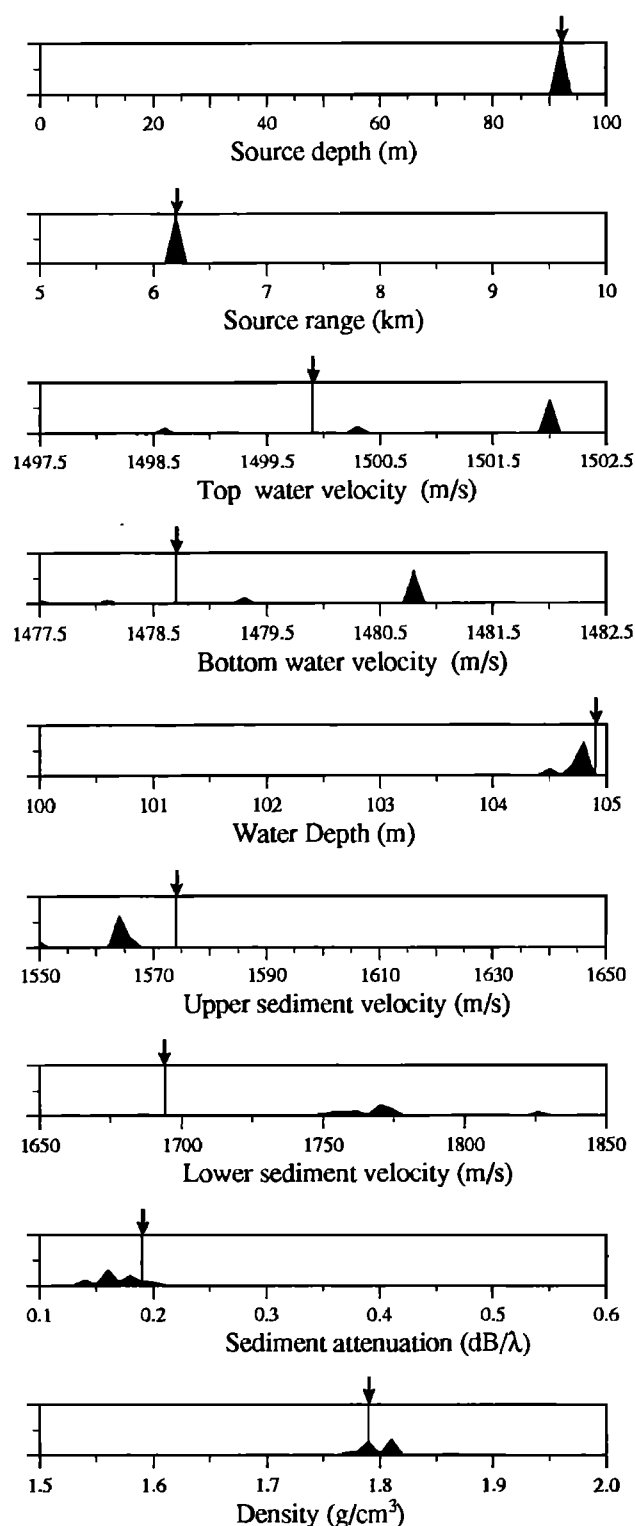 0 20 40 60 80 100
Source depth (m)
5 6 7 8 9 10
Source range (km)
1497.5 1498.5 1499.5 1500.5 1501.5 1502.5
Top water velocity (m/s)
1477.5 1478.5 1479.5 1480.5 1481.5 1482.5
Bottom water velocity (m/s)
100 101 102 103 104 105
Water Depth (m)
1550 1570 1590 1610 1630 1650
Upper sediment velocity (m/s)
1650 1700 1750 1800 1850
Lower sediment velocity (m/s)
0.1 0.2 0.3 0.4 0.5 0.6
Sediment attenuation (dB/λ)
1.5 1.6 1.7 1.8 1.9 2.0
Density (g/cm³)